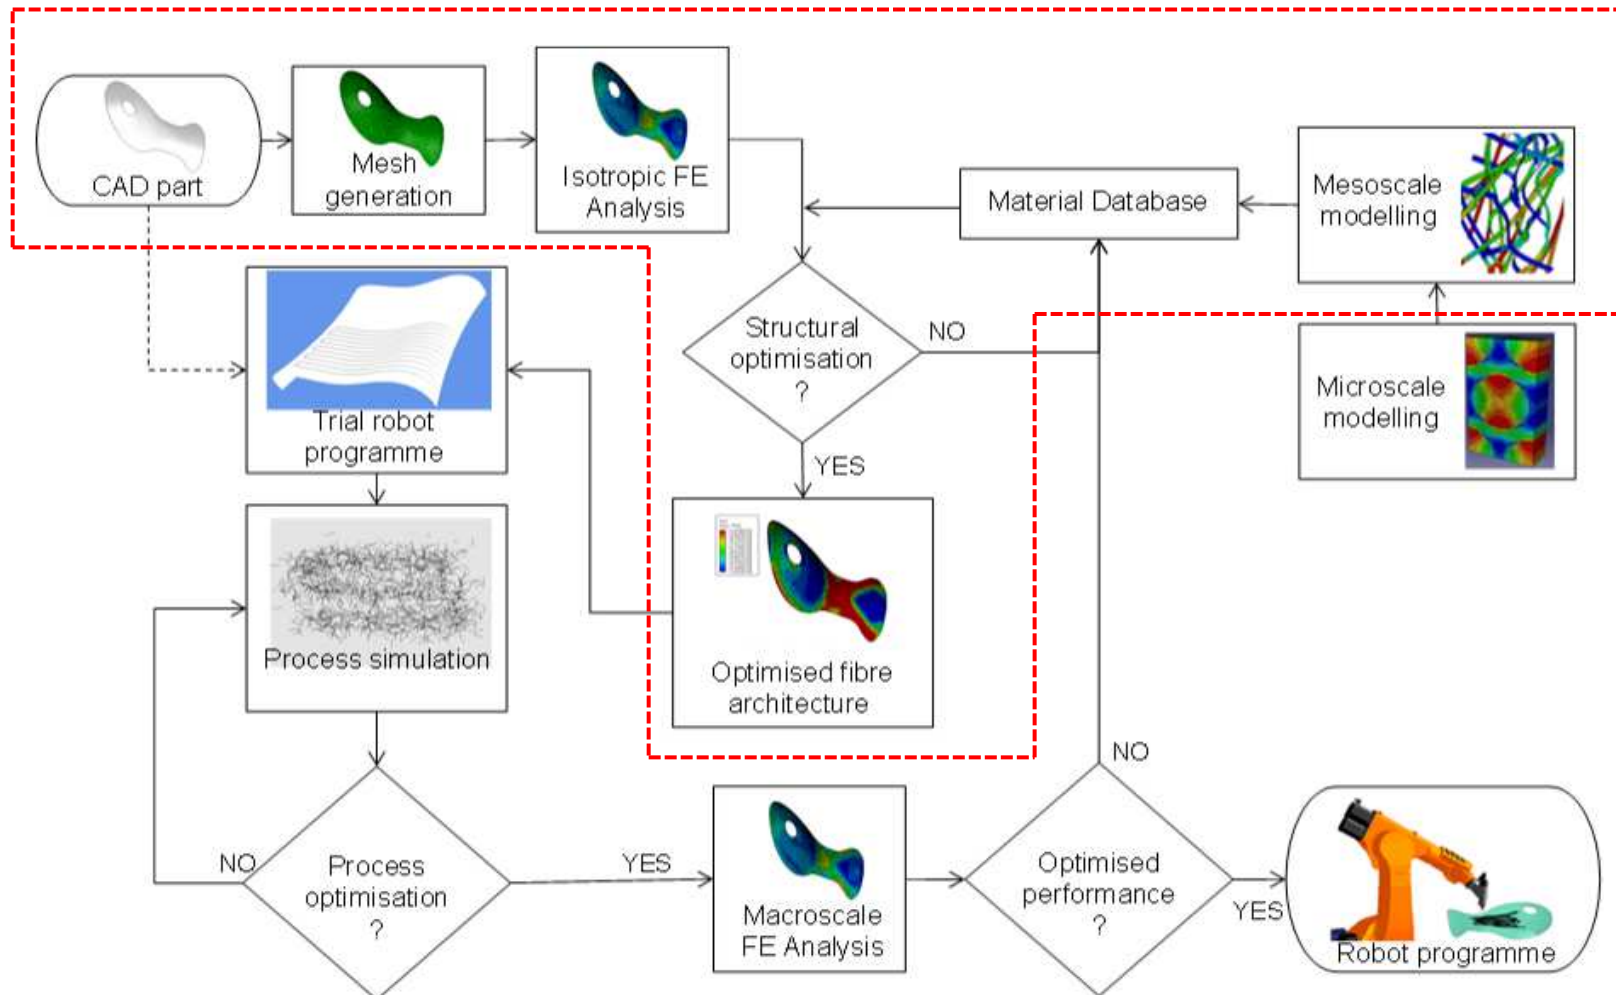 CAD part
Mesh
generation
Isotropic FE
Analysis
Material Database
Mesoscale
modelling
Structural
optimisation
?
NO
YES
Microscale
modelling
Trial robot
programme
Process simulation
Optimised fibre
architecture
Process
optimisation
?
NO
YES
Macroscale
FE Analysis
Optimised
performance
?
NO
YES
Robot programme